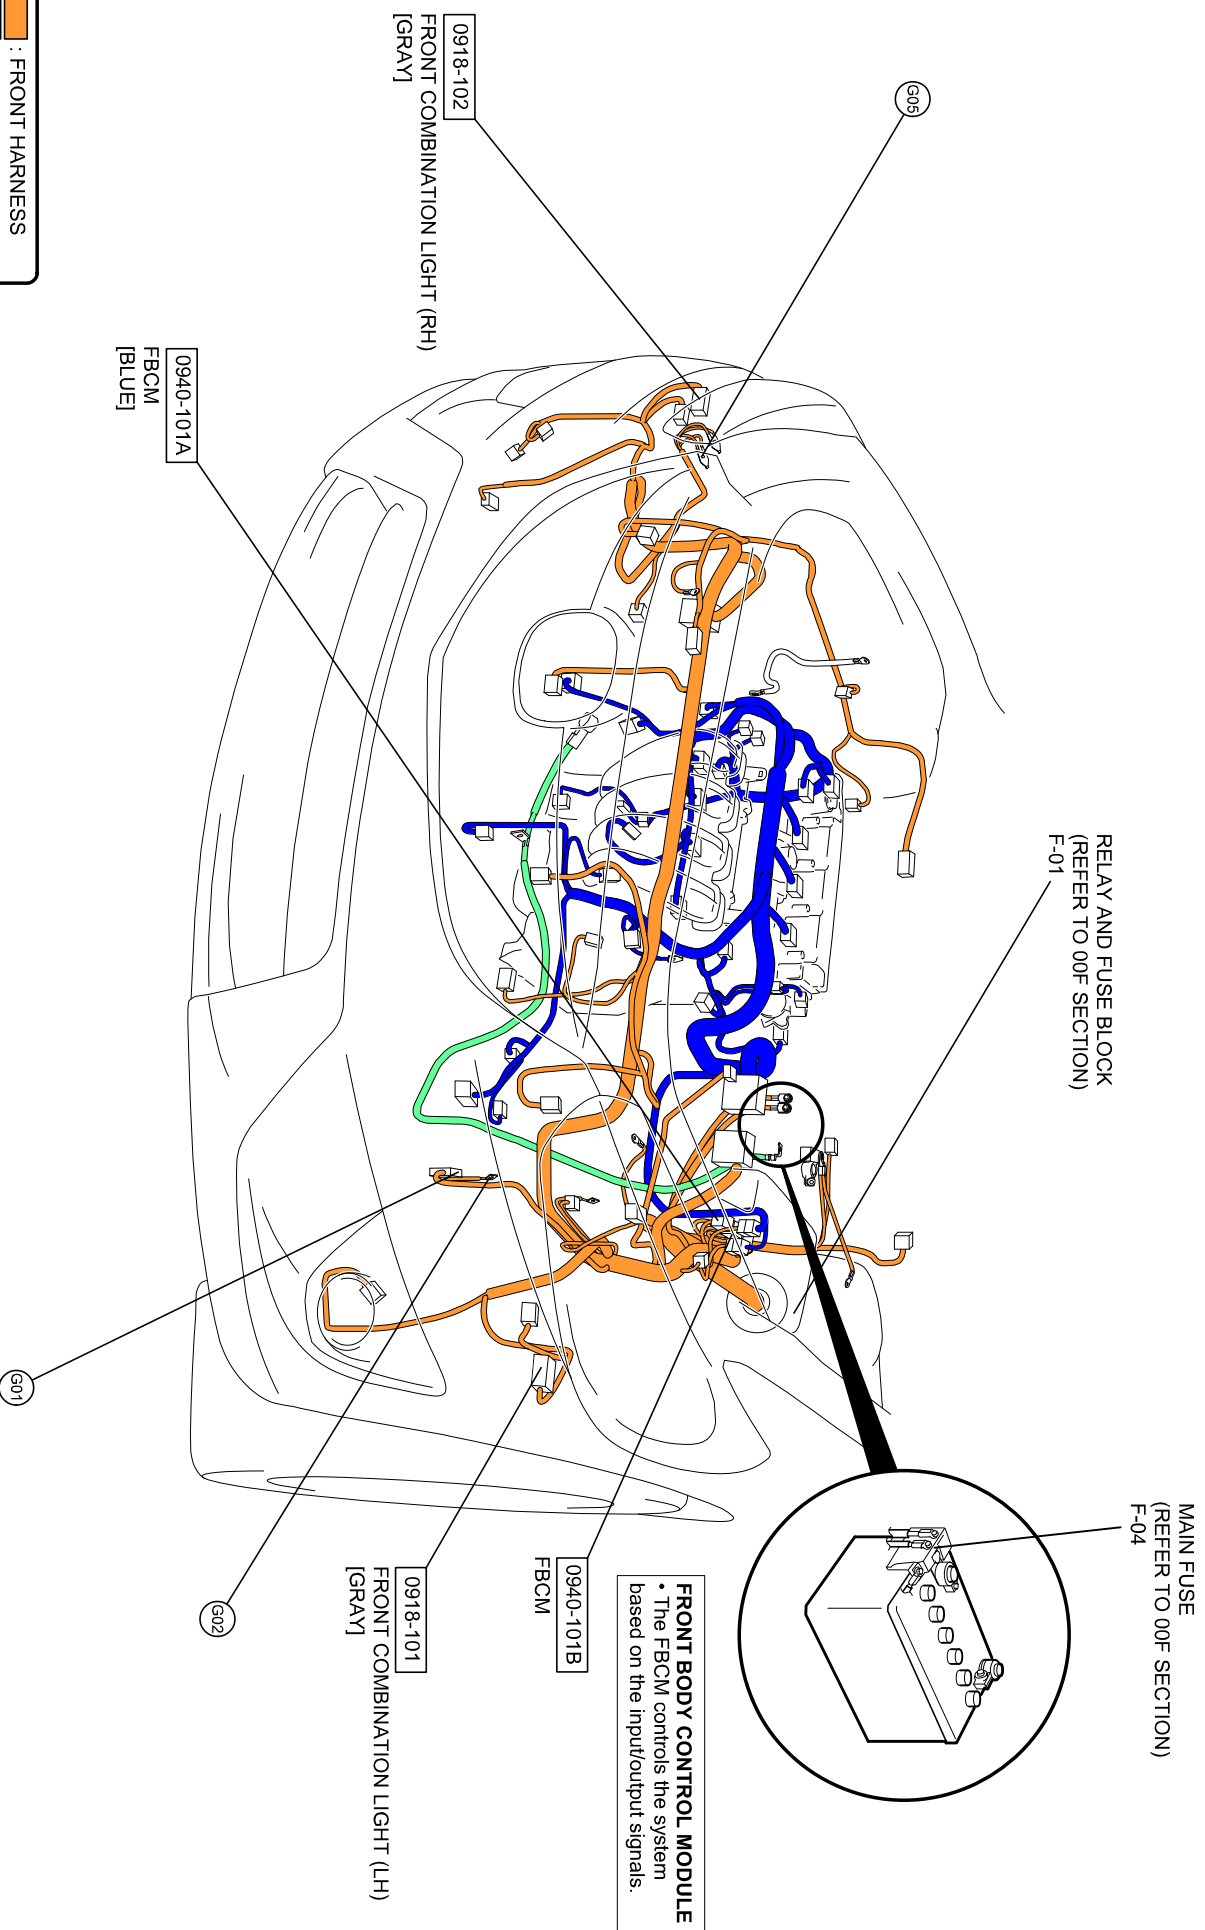 MAIN FUSE
(REFER TO 00F SECTION)
F-04
RELAY AND FUSE BLOCK
(REFER TO 00F SECTION)
F-01
G05
FRONT BODY CONTROL MODULE
• The FBCM controls the system
based on the input/output signals.
0918-102
FRONT COMBINATION LIGHT (RH)
[GRAY]
0940-101B
FBCM
0918-101
FRONT COMBINATION LIGHT (LH)
[GRAY]
G02
0940-101A
FBCM
[BLUE]
G01
: FRONT HARNESS